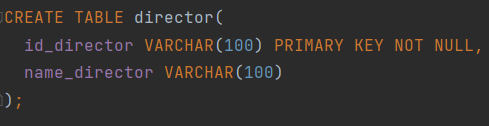 CREATE TABLE director(
id_director VARCHAR(100) PRIMARY KEY NOT NULL,
name_director VARCHAR(100)
);